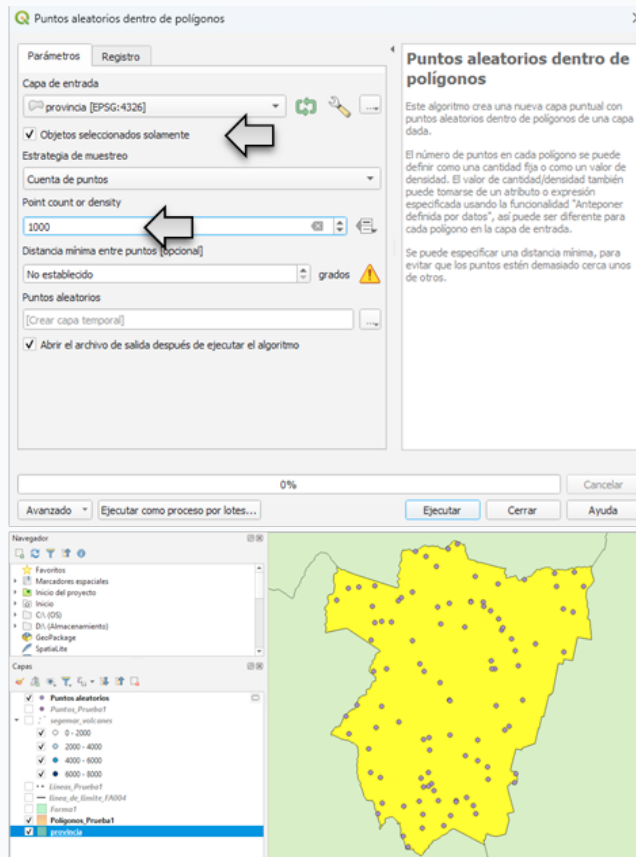 Puntos aleatorios dentro de polígonos
Parámetros
Registro
Capa de entrada
provincia [EPSG:4326]
Objetos seleccionados solamente
Estrategia de muestreo
Cuenta de puntos
Point count or density
1000
Distancia mínima entre puntos [opcional]
No establecido
grados
Puntos aleatorios
[Crear capa temporal]
Abrir el archivo de salida después de ejecutar el algoritmo
Puntos aleatorios dentro de
polígonos
Este algoritmo crea una nueva capa puntual con
puntos aleatorios dentro de polígonos de una capa
dada.
El número de puntos en cada polígono se puede
definir como una cantidad fija o como un valor de
densidad. El valor de cantidad/densidad también
puede tomarse de un atributo o expresión
especificada usando la funcionalidad "Anteponer
definida por datos", así puede ser diferente para
cada polígono en la capa de entrada.
Se puede especificar una distancia mínima, para
evitar que los puntos estén demasiado cerca unos
de otros.
0%
Cancelar
Avanzado
Ejecutar como proceso por lotes...
Ejecutar
Cerrar
Ayuda
Navegador
Favoritos
Marcadores espaciales
Inicio del proyecto
Inicio
C:\ (OS)
D:\ (Almacenamiento)
GeoPackage
SpatiaLite
Capas
Puntos aleatorios
Puntos_Prueba1
segemar_volcanes
0 - 2000
2000 - 4000
4000 - 6000
6000 - 8000
Lineas_Prueba1
linea_de_limite_FA004
Forma1
Poligonos_Prueba1
provincia